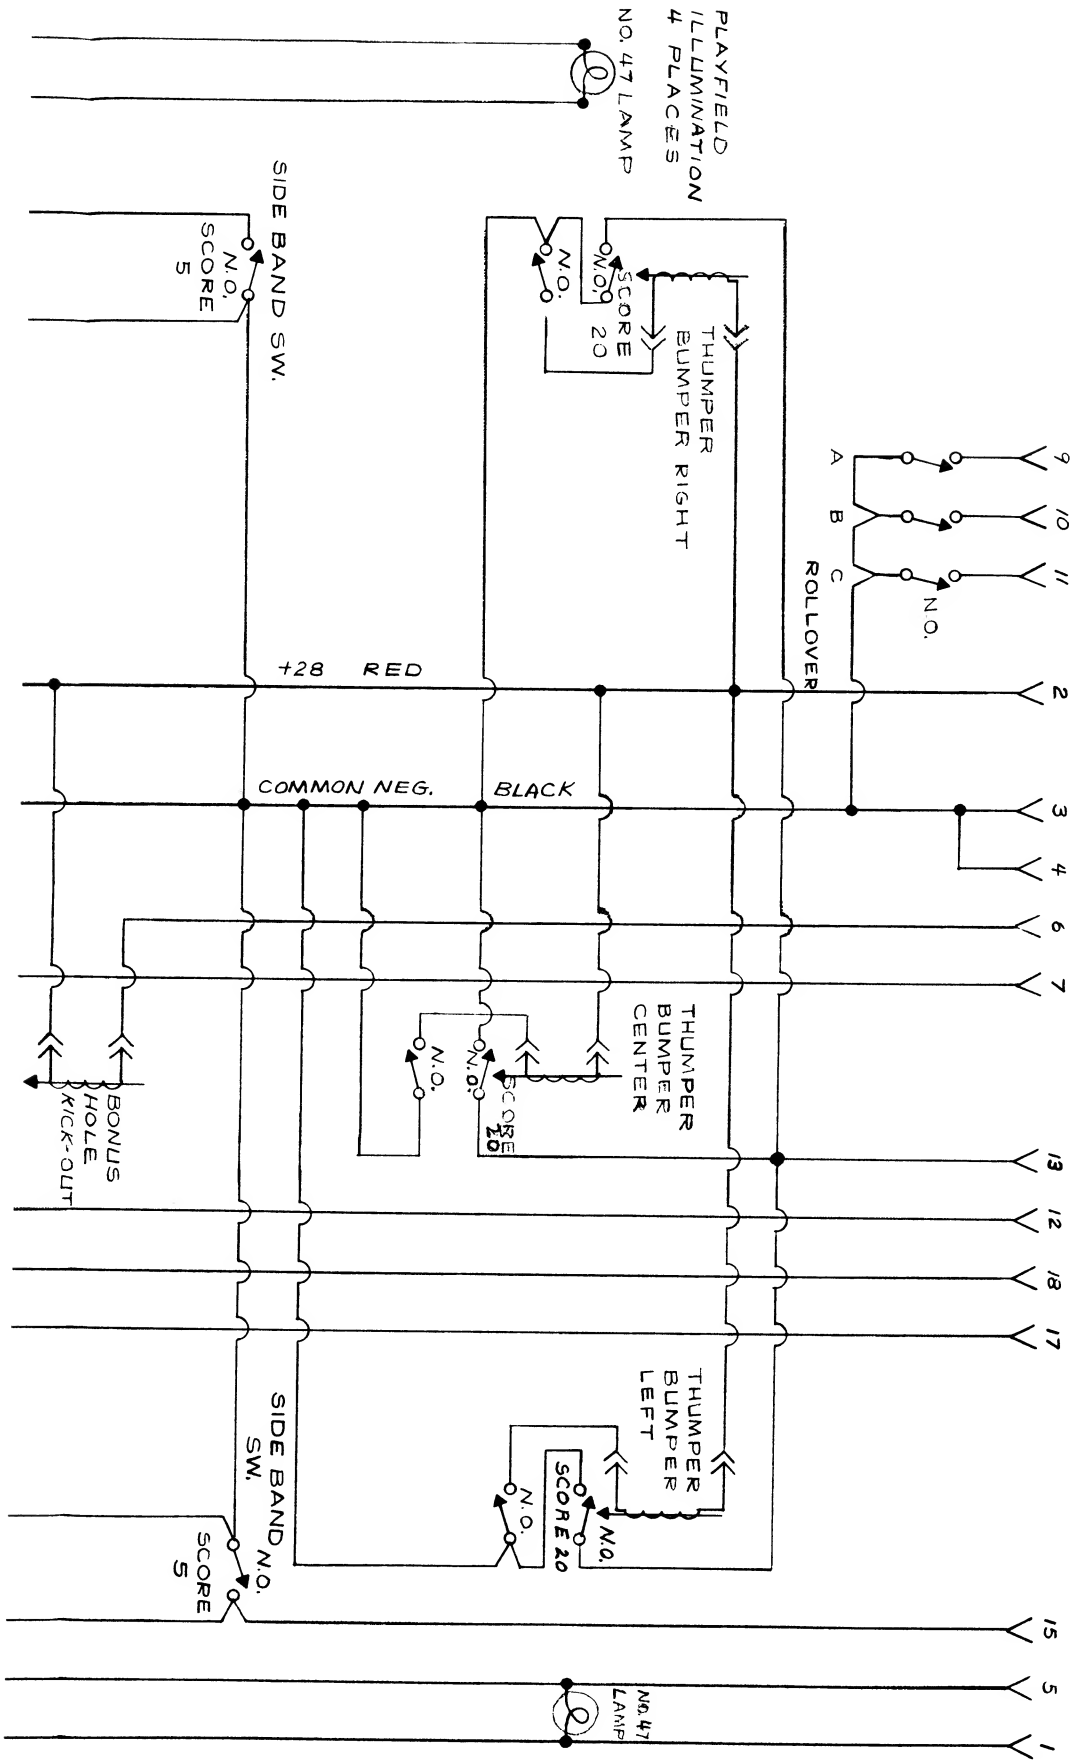 PLAYFIELD
ILLUMINATION
4 PLACES
NO. 47 LAMP
SIDE BAND SW.
N.O.
SCORE
5
N.O.
N.O.
SCORE
20
THUMPER
BUMPER RIGHT
9
10
11
A
B
C
N.O.
ROLLOVER
+28 RED
2
COMMON NEG. BLACK
3
4
6
7
THUMPER
BUMPER
CENTER
N.O.
N.O.
SCORE
20
BONUS
HOLE
KICK-OUT
13
12
18
17
THUMPER
BUMPER
LEFT
N.O.
SCORE 20
N.O.
SIDE BAND
SW.
N.O.
SCORE
5
15
5
NO. 47
LAMP
1